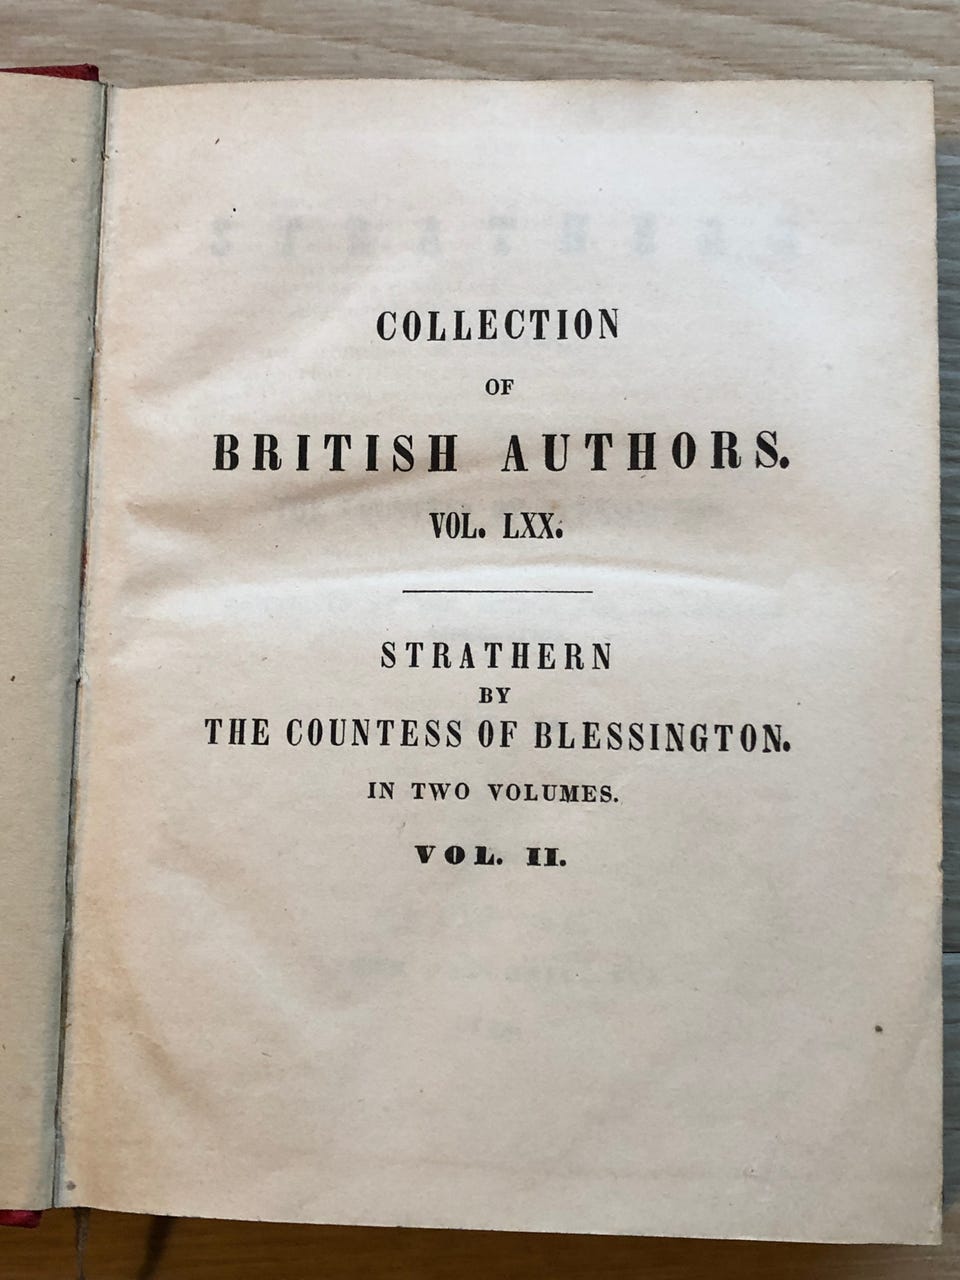 COLLECTION
OF
BRITISH AUTHORS.
VOL. LXX.
STRATHERN
BY
THE COUNTESS OF BLESSINGTON.
IN TWO VOLUMES.
VOL. II.